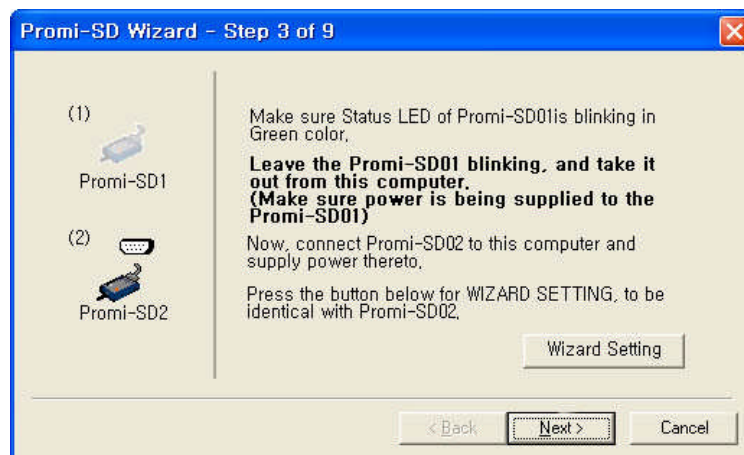 Promi-SD Wizard - Step 3 of 9
(1)
Promi-SD1
(2)
Promi-SD2
Make sure Status LED of Promi-SD01is blinking in
Green color,
Leave the Promi-SD01 blinking, and take it
out from this computer,
(Make sure power is being supplied to the
Promi-SD01)
Now, connect Promi-SD02 to this computer and
supply power thereto,
Press the button below for WIZARD SETTING, to be
identical with Promi-SD02,
Wizard Setting
< Back
Next >
Cancel